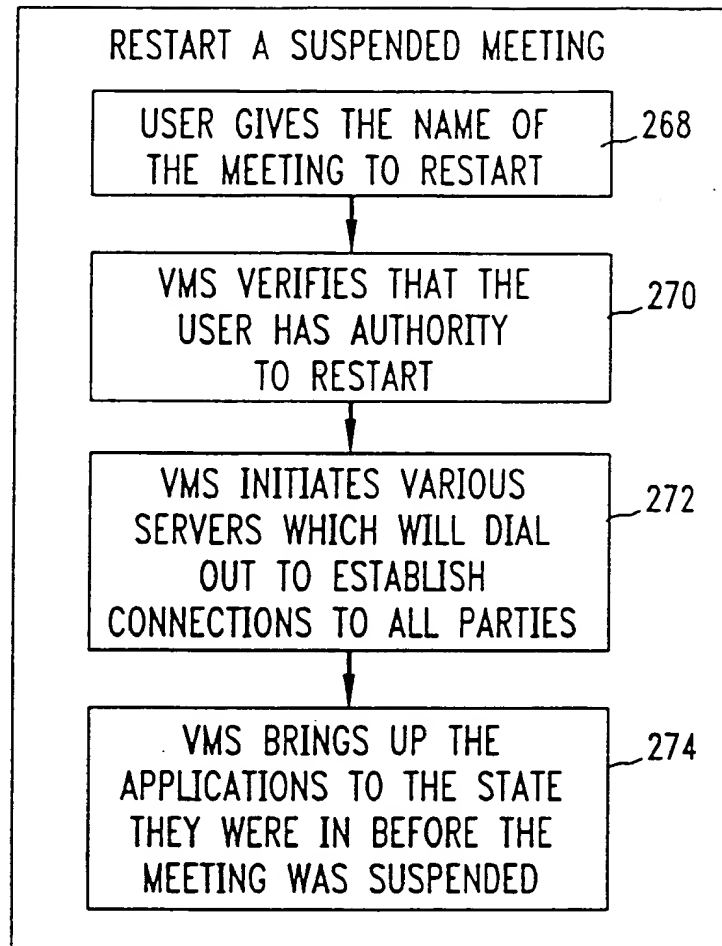 RESTART A SUSPENDED MEETING
USER GIVES THE NAME OF
THE MEETING TO RESTART
268
VMS VERIFIES THAT THE
USER HAS AUTHORITY
TO RESTART
270
VMS INITIATES VARIOUS
SERVERS WHICH WILL DIAL
OUT TO ESTABLISH
CONNECTIONS TO ALL PARTIES
272
VMS BRINGS UP THE
APPLICATIONS TO THE STATE
THEY WERE IN BEFORE THE
MEETING WAS SUSPENDED
274